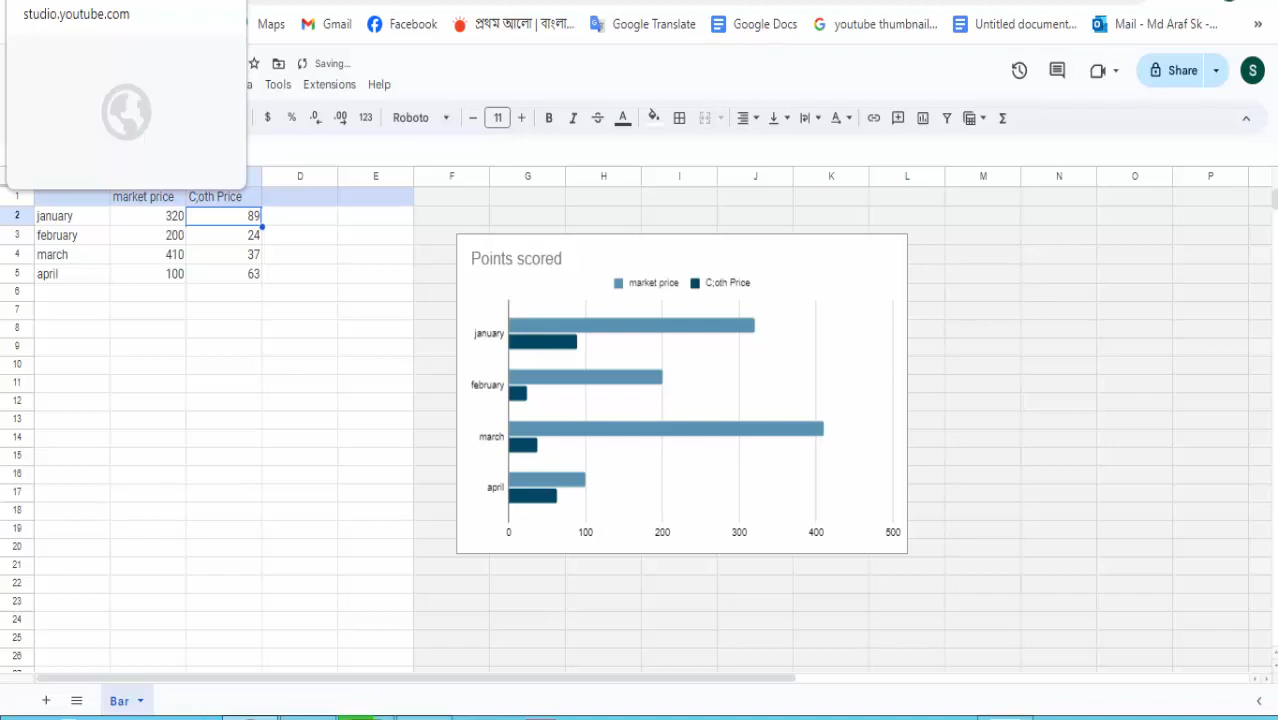 studio.youtube.com
Maps Gmail Facebook প্রথম আলো | বাংলা... Google Translate Google Docs youtube thumbnail... Untitled document... Mail - Md Araf Sk -... »
Saving...
a Tools Extensions Help
Share S
$ % .0 .00 123 Roboto - 11 + B I S A Σ
D E F G H I J K L M N O P
1 market price C;oth Price
2 january 320 89
3 february 200 24
4 march 410 37
5 april 100 63
6
7
8
9
10
11
12
13
14
15
16
17
18
19
20
21
22
23
24
25
26
Points scored
market price C;oth Price
january
february
march
april
0 100 200 300 400 500
+ Bar